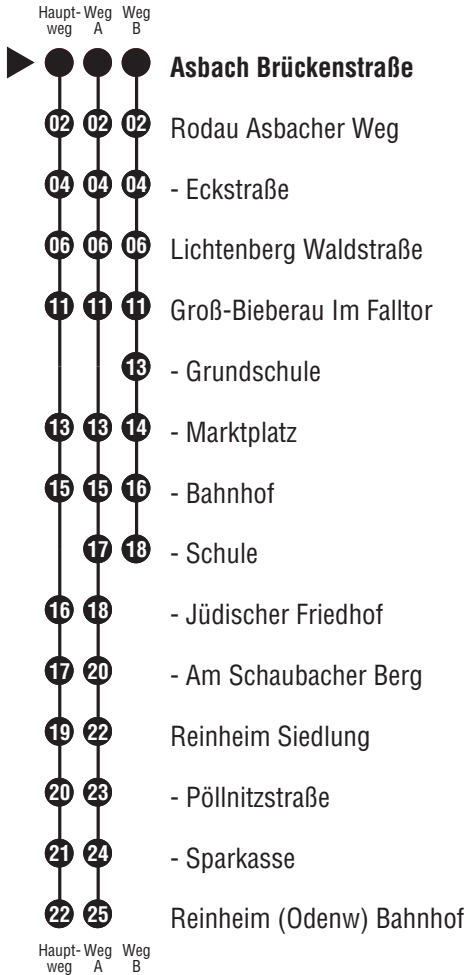 Haupt- Weg Weg
weg A B
Asbach Brückenstraße
02 02 02 Rodau Asbacher Weg
04 04 04 - Eckstraße
06 06 06 Lichtenberg Waldstraße
11 11 11 Groß-Bieberau Im Falltor
13 - Grundschule
13 13 14 - Marktplatz
15 15 16 - Bahnhof
17 18 - Schule
16 18 - Jüdischer Friedhof
17 20 - Am Schaubacher Berg
19 22 Reinheim Siedlung
20 23 - Pöllnitzstraße
21 24 - Sparkasse
22 25 Reinheim (Odenw) Bahnhof
Haupt- Weg Weg
weg A B